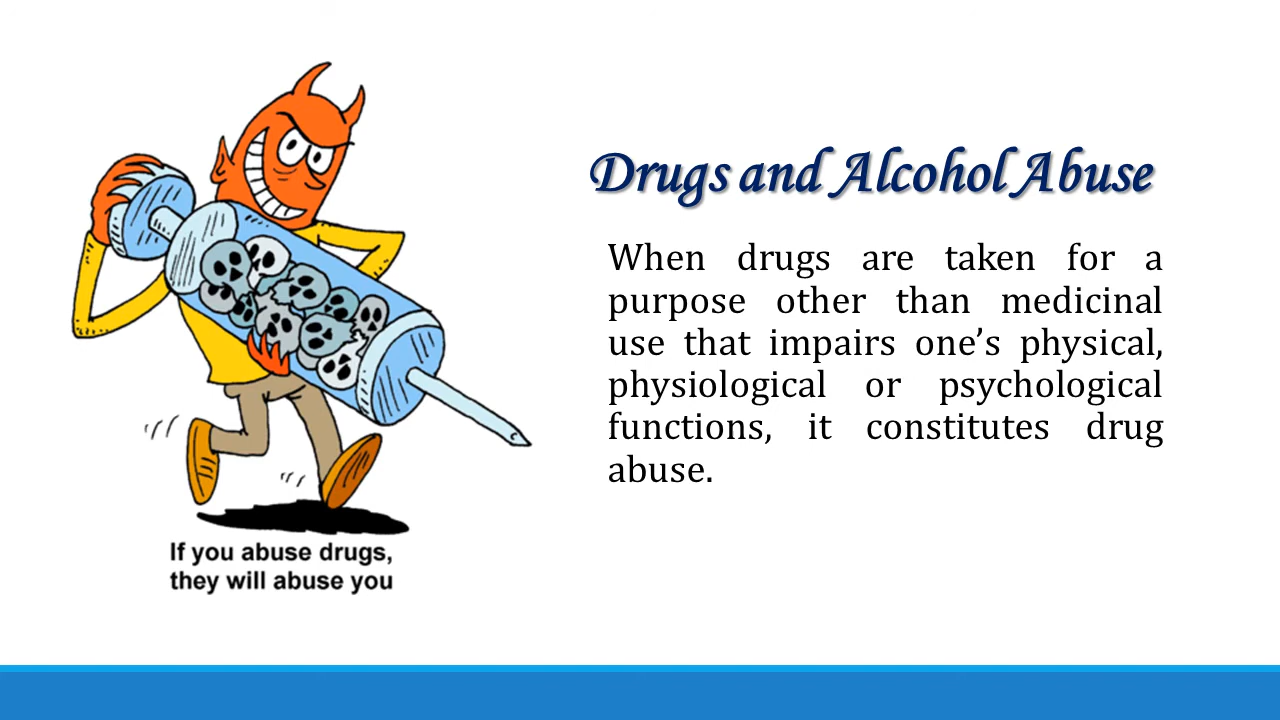 Drugs and Alcohol Abuse
When drugs are taken for a
purpose other than medicinal
use that impairs one’s physical,
physiological or psychological
functions, it constitutes drug
abuse.
If you abuse drugs,
they will abuse you